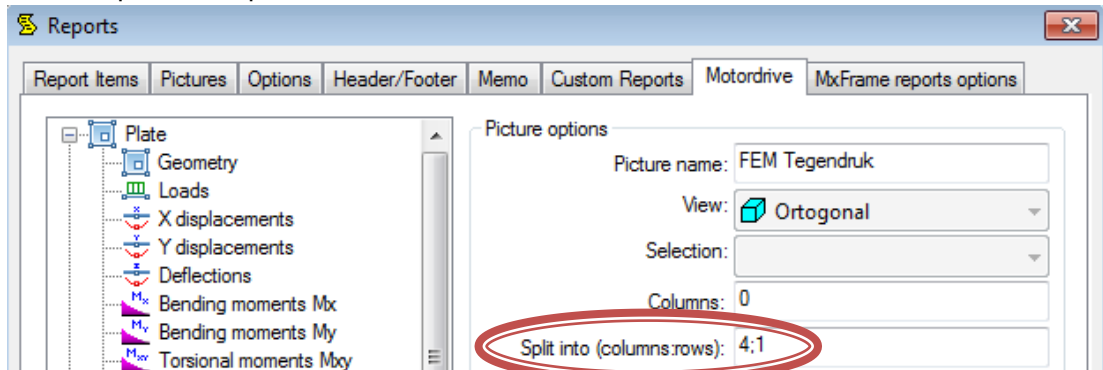 Reports
Report Items Pictures Options Header/Footer Memo Custom Reports Motordrive MxFrame reports options
Plate
Geometry
Loads
X displacements
Y displacements
Deflections
Bending moments Mx
Bending moments My
Torsional moments Mxy
Picture options
Picture name: FEM Tegendruk
View: Ortogonal
Selection:
Columns: 0
Split into (columns:rows): 4;1